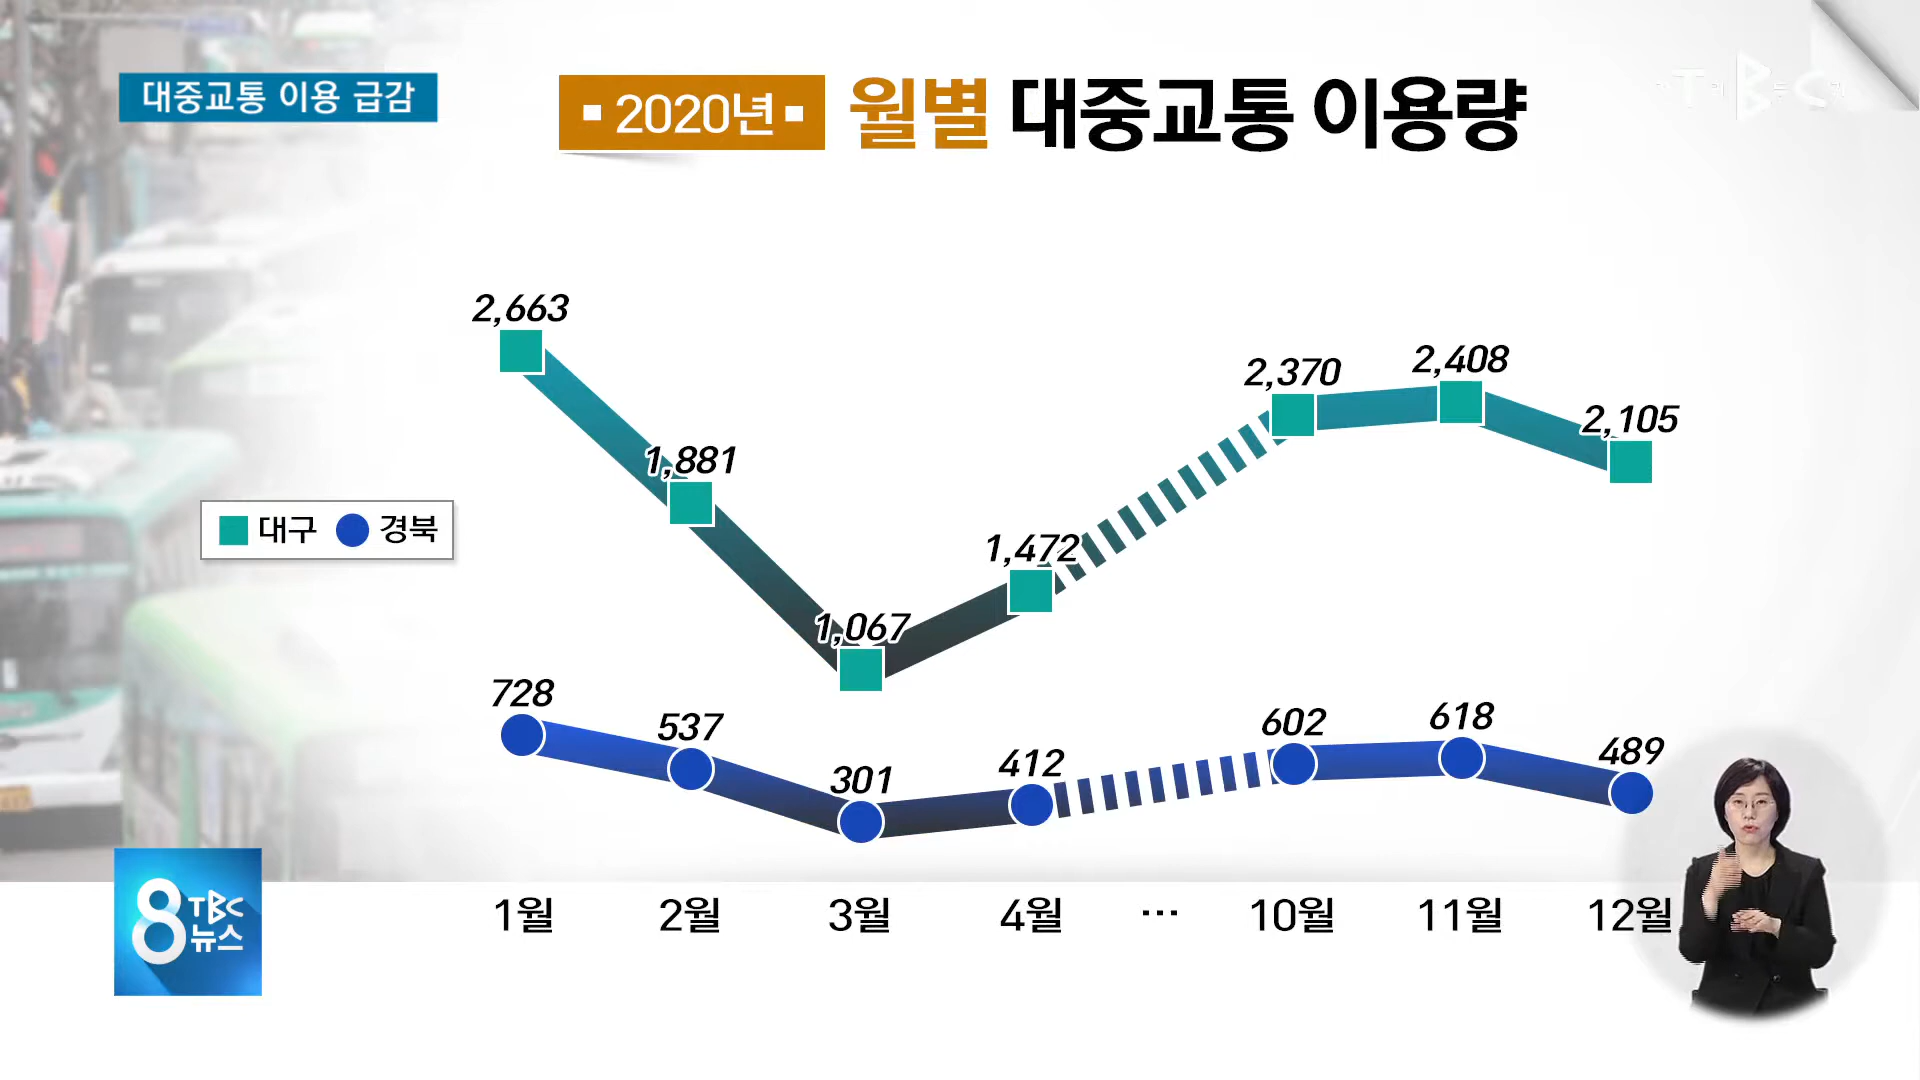 대중교통 이용 급감
2020년 월별 대중교통 이용량
TBC
2,663
1,881
1,067
1,472
2,370
2,408
2,105
대구 경북
728
537
301
412
602
618
489
1월 2월 3월 4월 ··· 10월 11월 12월
8 TBC
뉴스